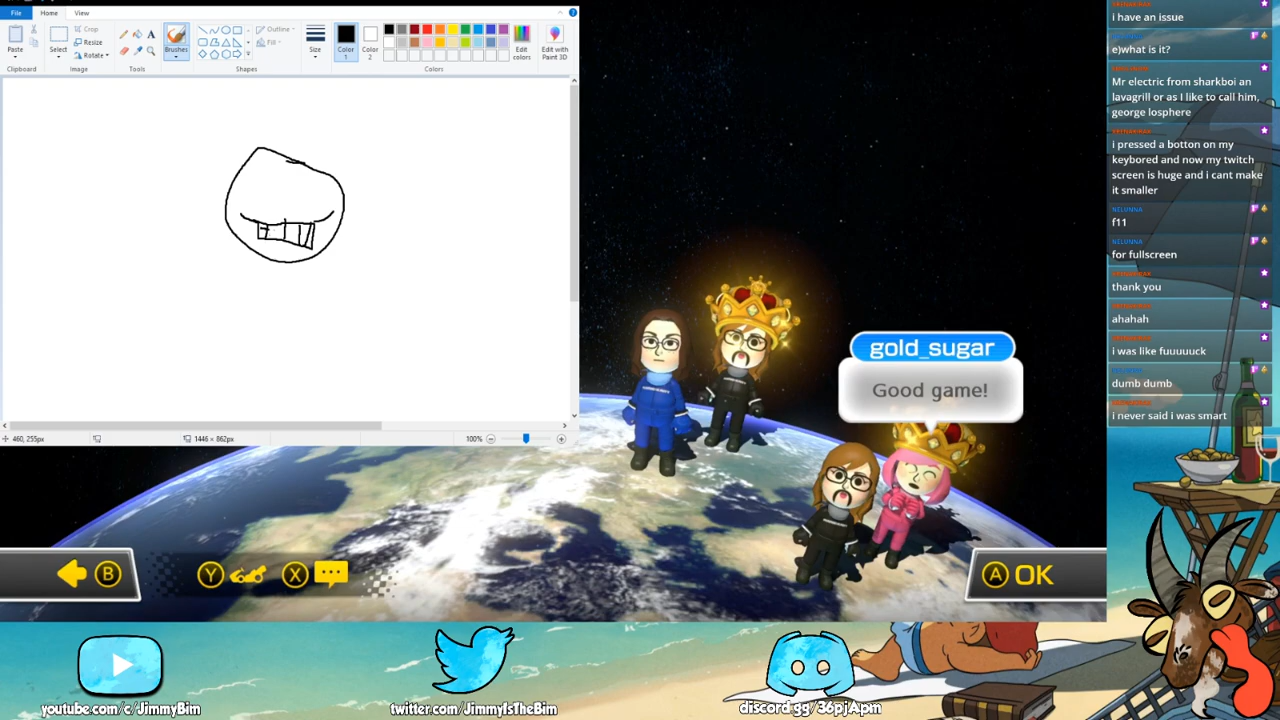 File
Home
View
Paste
Select
Crop
Resize
Rotate
A
Brushes
Outline
Fill
Size
Color
1
Color
2
Edit
colors
Edit with
Paint 3D
Clipboard
Image
Tools
Shapes
Colors
460, 255px
1446 × 862px
100%
gold_sugar
Good game!
B
Y
X
A OK
i have an issue
e)what is it?
Mr electric from sharkboi an
lavagrill or as I like to call him,
george losphere
i pressed a botton on my
keybored and now my twitch
screen is huge and i cant make
it smaller
NELUNNA
f11
NELUNNA
for fullscreen
thank you
ahahah
i was like fuuuuuck
dumb dumb
i never said i was smart
youtube.com/c/JimmyBim
twitter.com/JimmyIsTheBim
discord.gg/36pjApm